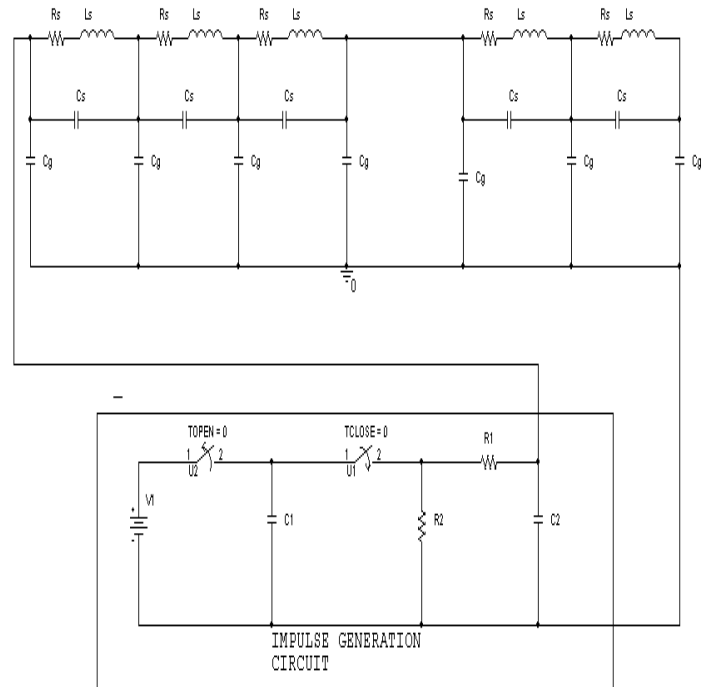 Rs Ls Rs Ls Rs Ls Rs Ls Rs Ls
Cs Cs Cs Cs Cs
Cg Cg Cg Cg Cg Cg Cg
0
TOPEN = 0 TCLOSE = 0 R1
1 2 1 2
U2 U1
V1 C1 R2 C2
+
-
IMPULSE GENERATION
CIRCUIT